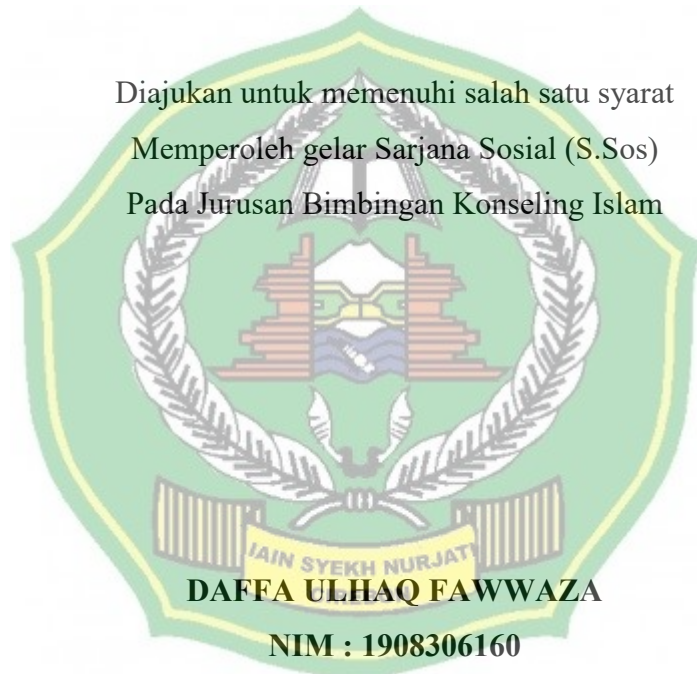 Diajukan untuk memenuhi salah satu syarat
Memperoleh gelar Sarjana Sosial (S.Sos)
Pada Jurusan Bimbingan Konseling Islam
IAIN SYEKH NURJATI
CIREBON
DAFFA ULHAQ FAWWAZA
NIM : 1908306160